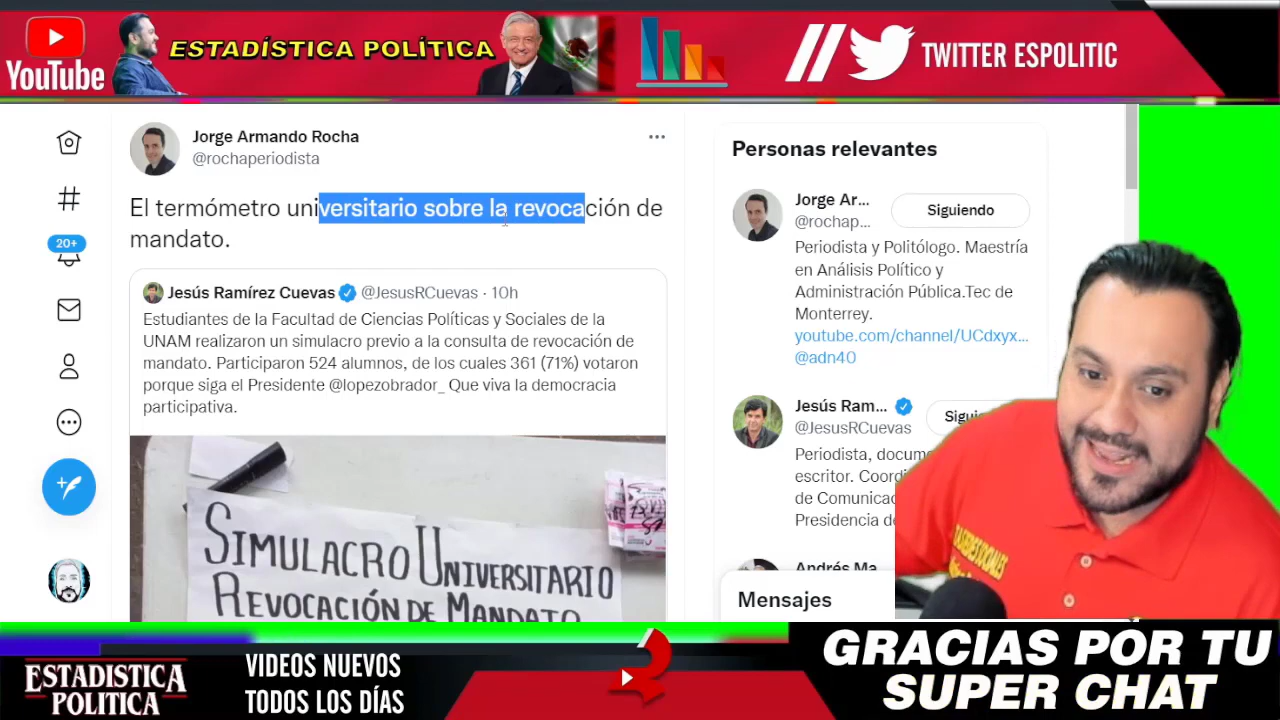 YouTube
ESTADÍSTICA POLÍTICA
TWITTER ESPOLITIC
Jorge Armando Rocha
@rochaperiodista
El termómetro universitario sobre la revocación de
mandato.
Jesús Ramírez Cuevas @JesusRCuevas · 10h
Estudiantes de la Facultad de Ciencias Políticas y Sociales de la
UNAM realizaron un simulacro previo a la consulta de revocación de
mandato. Participaron 524 alumnos, de los cuales 361 (71%) votaron
porque siga el Presidente @lopezobrador_ Que viva la democracia
participativa.
SIMULACRO UNIVERSITARIO
REVOCACIÓN DE MANDATO
20+
Personas relevantes
Jorge Ar...
@rochap...
Siguiendo
Periodista y Politólogo. Maestría
en Análisis Político y
Administración Pública.Tec de
Monterrey.
youtube.com/channel/UCdxyx...
@adn40
Jesús Ram...
@JesusRCuevas
Sigui
Periodista, docume
escritor. Coordi
de Comunicac
Presidencia de
Andrés Ma
Mensajes
ESTADISTICA
POLITICA
VIDEOS NUEVOS
TODOS LOS DÍAS
GRACIAS POR TU
SUPER CHAT